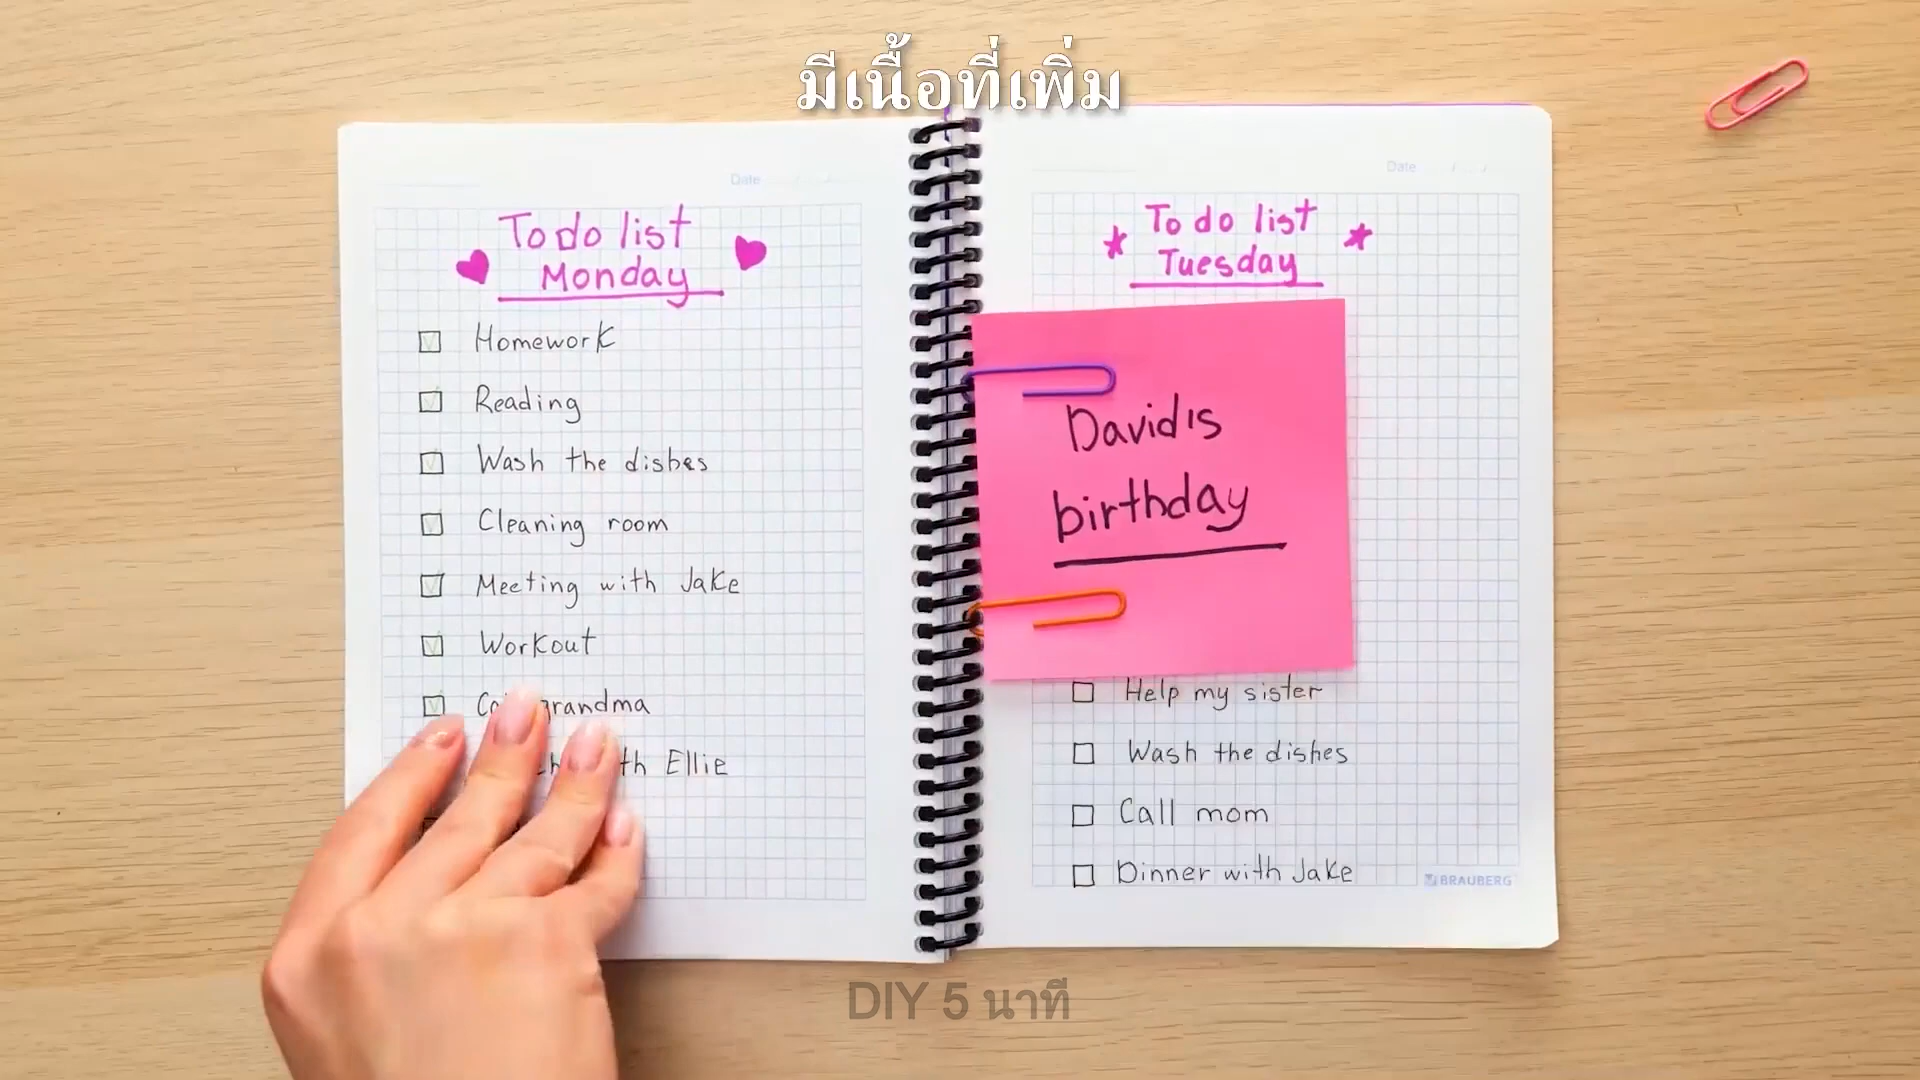 มีเนื้อที่เพิ่ม
Date
To do list
Monday
Homework
Reading
Wash the dishes
Cleaning room
Meeting with Jake
Workout
grandma
Ellie
Date
To do list
Tuesday
David's
birthday
Help my sister
Wash the dishes
Call mom
Dinner with Jake
BRAUBERG
DIY 5 นาที